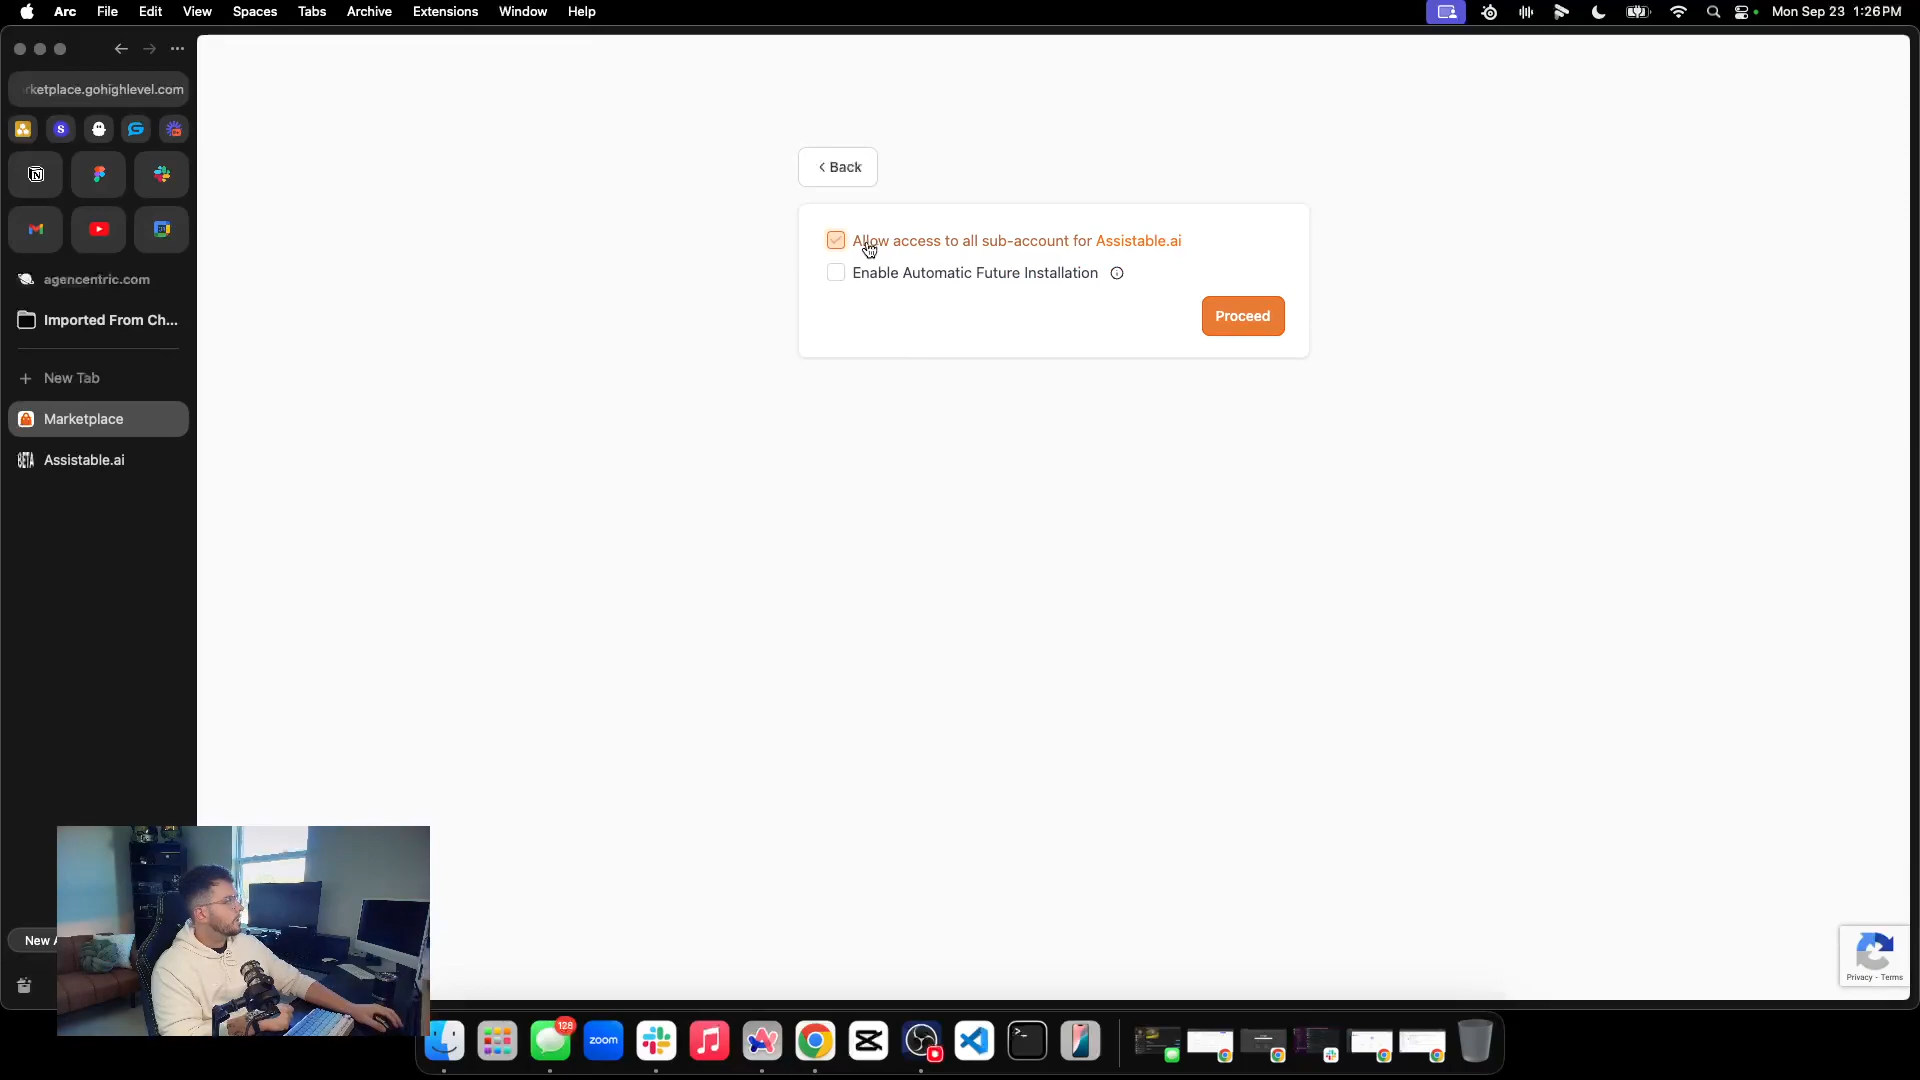 Arc File Edit View Spaces Tabs Archive Extensions Window Help
Mon Sep 23 1:26 PM
rketplace.gohighlevel.com
S
agencentric.com
Imported From Ch...
New Tab
Marketplace
BETA Assistable.ai
New A
Back
Allow access to all sub-account for Assistable.ai
Enable Automatic Future Installation
Proceed
Privacy - Terms
128
zoom